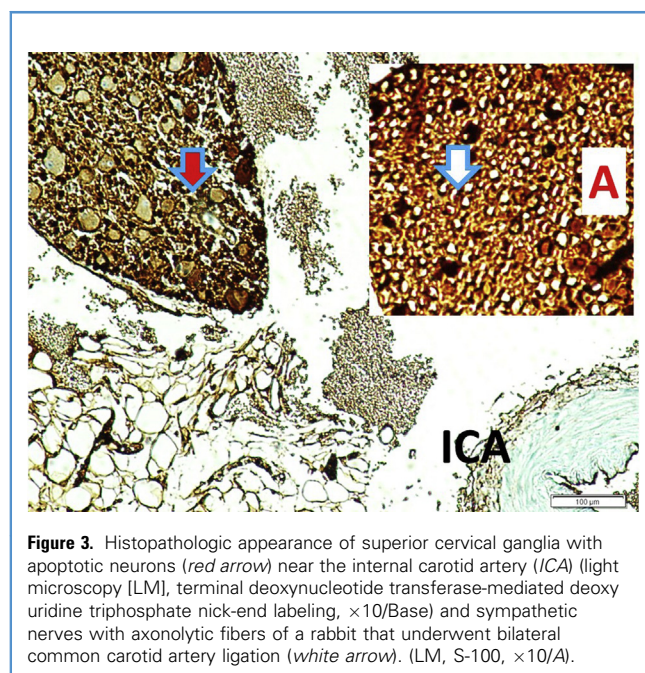 A
ICA
100 µm
Figure 3. Histopathologic appearance of superior cervical ganglia with
apoptotic neurons (red arrow) near the internal carotid artery (ICA) (light
microscopy [LM], terminal deoxynucleotide transferase-mediated deoxy
uridine triphosphate nick-end labeling, ×10/Base) and sympathetic
nerves with axonolytic fibers of a rabbit that underwent bilateral
common carotid artery ligation (white arrow). (LM, S-100, ×10/A).